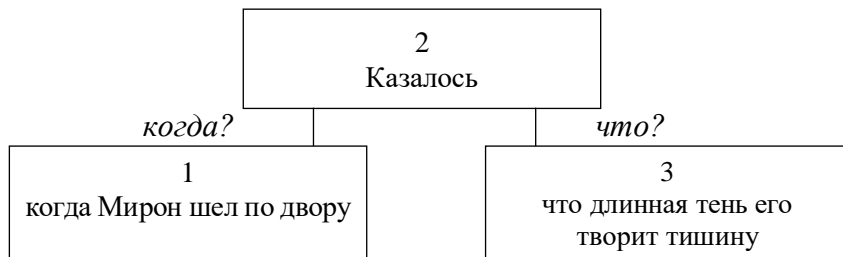 2
Казалось
когда?
что?
1
когда Мирон шел по двору
3
что длинная тень его
творит тишину